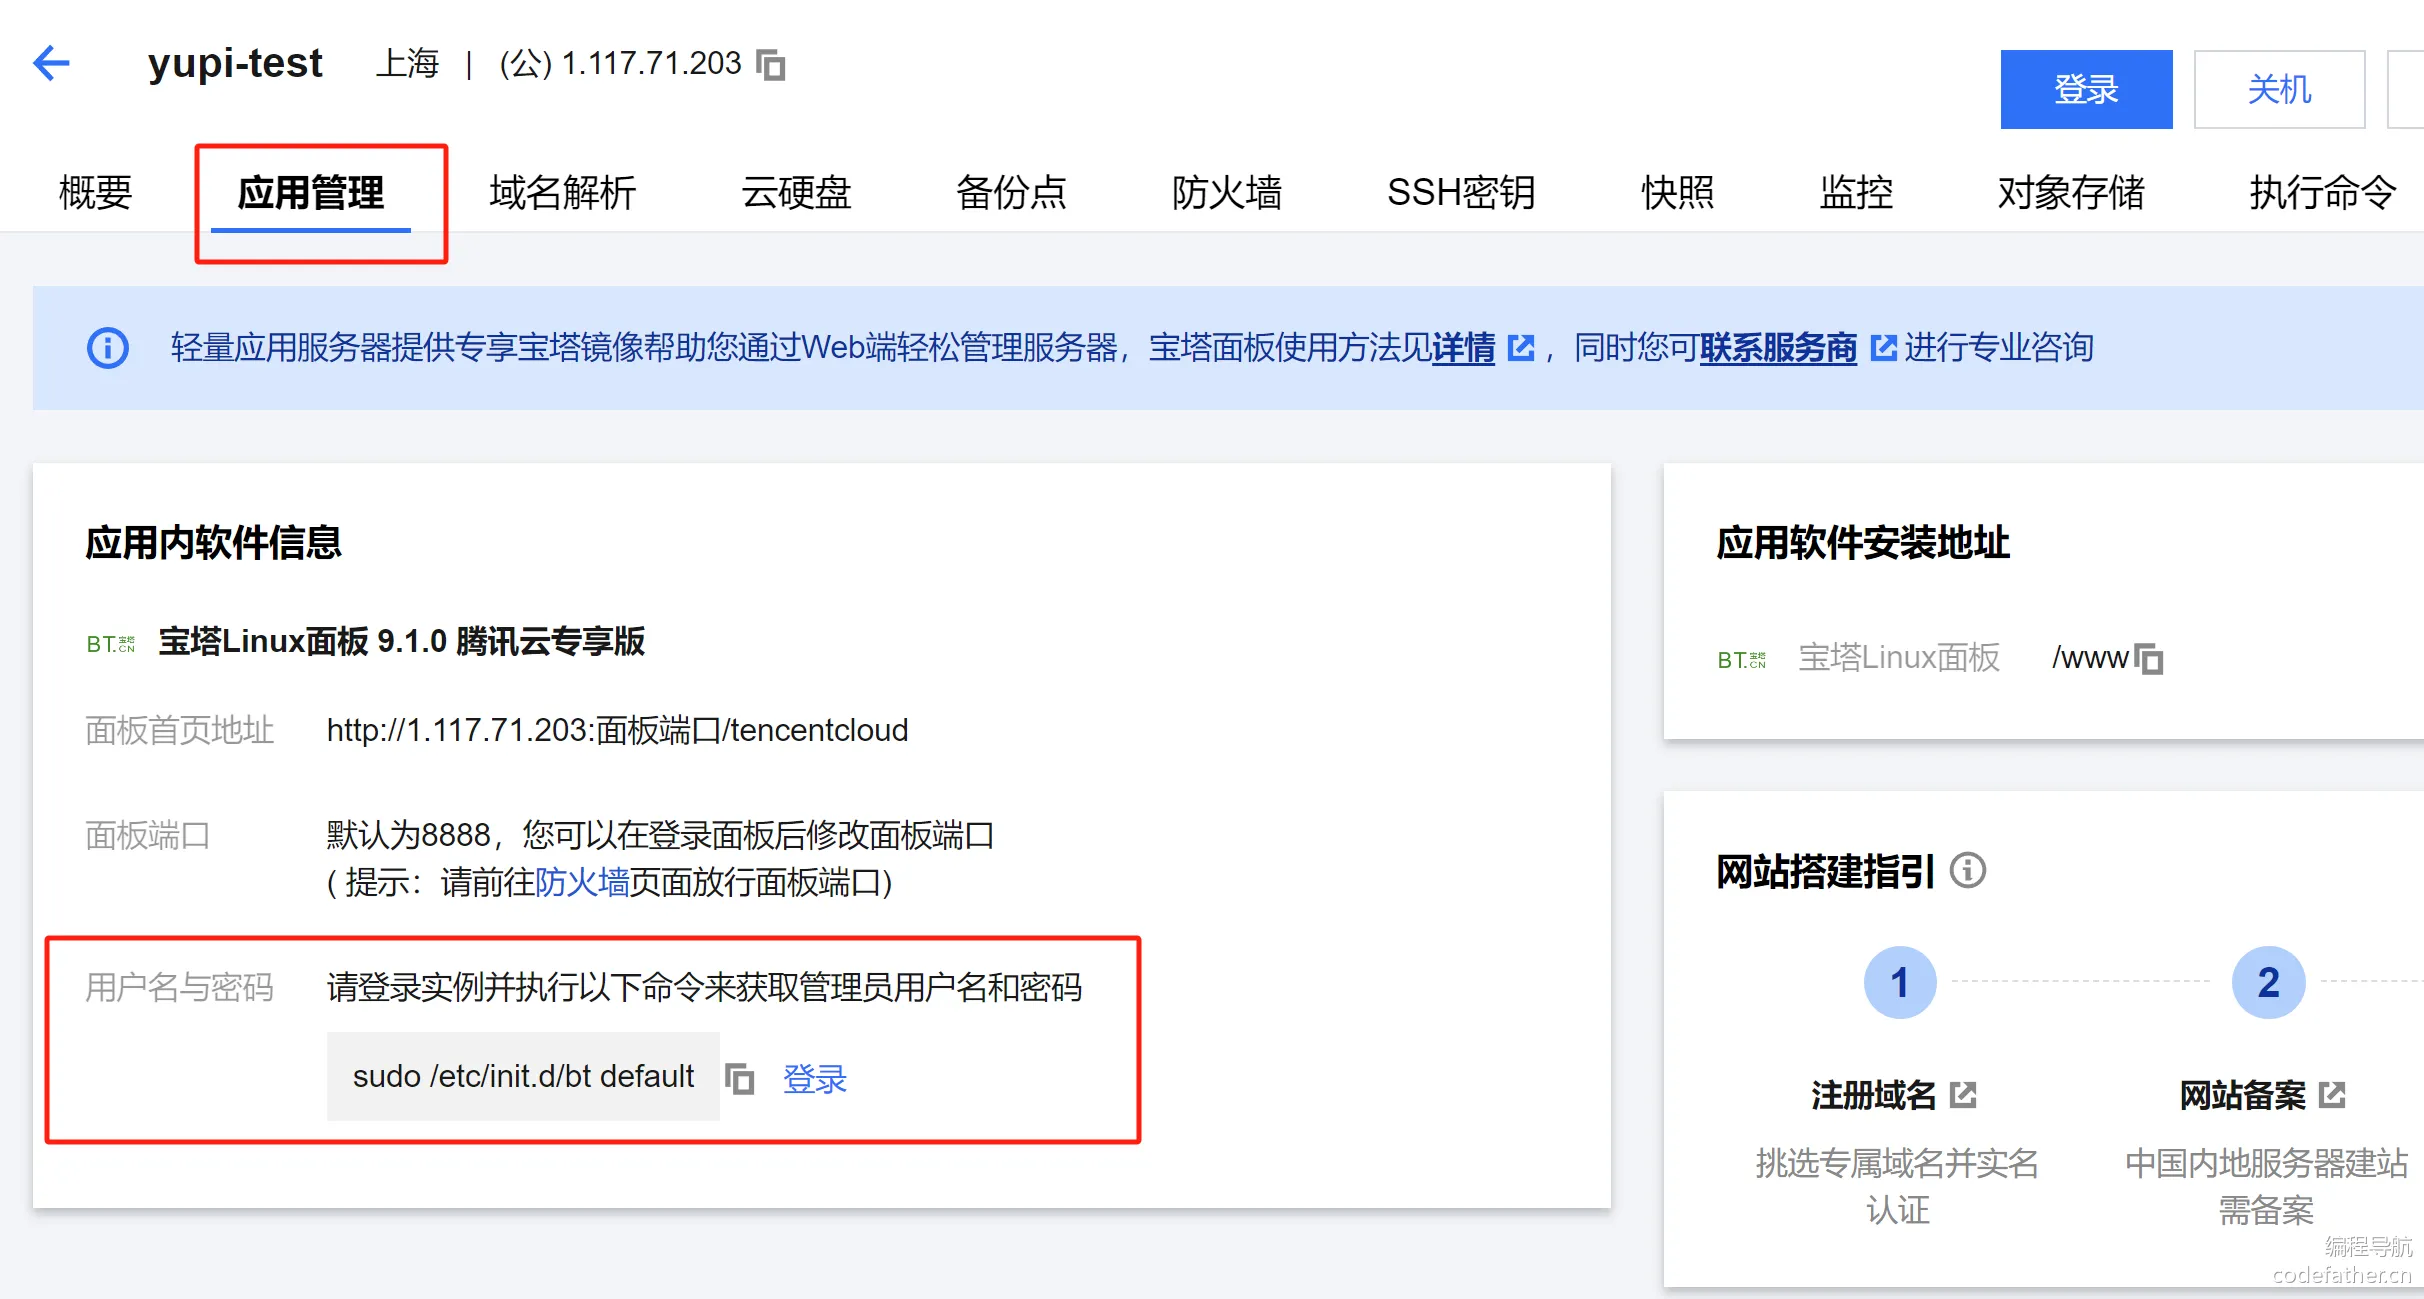 yupi-test 上海 | (公) 1.117.71.203
登录 关机
概要 应用管理 域名解析 云硬盘 备份点 防火墙 SSH密钥 快照 监控 对象存储 执行命令
轻量应用服务器提供专享宝塔镜像帮助您通过Web端轻松管理服务器，宝塔面板使用方法见详情 ，同时您可联系服务商 进行专业咨询
应用内软件信息
BT.宝塔CN 宝塔Linux面板 9.1.0 腾讯云专享版
面板首页地址 http://1.117.71.203:面板端口/tencentcloud
面板端口 默认为8888，您可以在登录面板后修改面板端口
( 提示：请前往防火墙页面放行面板端口)
用户名与密码 请登录实例并执行以下命令来获取管理员用户名和密码
sudo /etc/init.d/bt default 登录
应用软件安装地址
BT.宝塔CN 宝塔Linux面板 /www
网站搭建指引
1 2
注册域名 网站备案
挑选专属域名并实名 中国内地服务器建站
认证 需备案
编程导航
codefather.cn